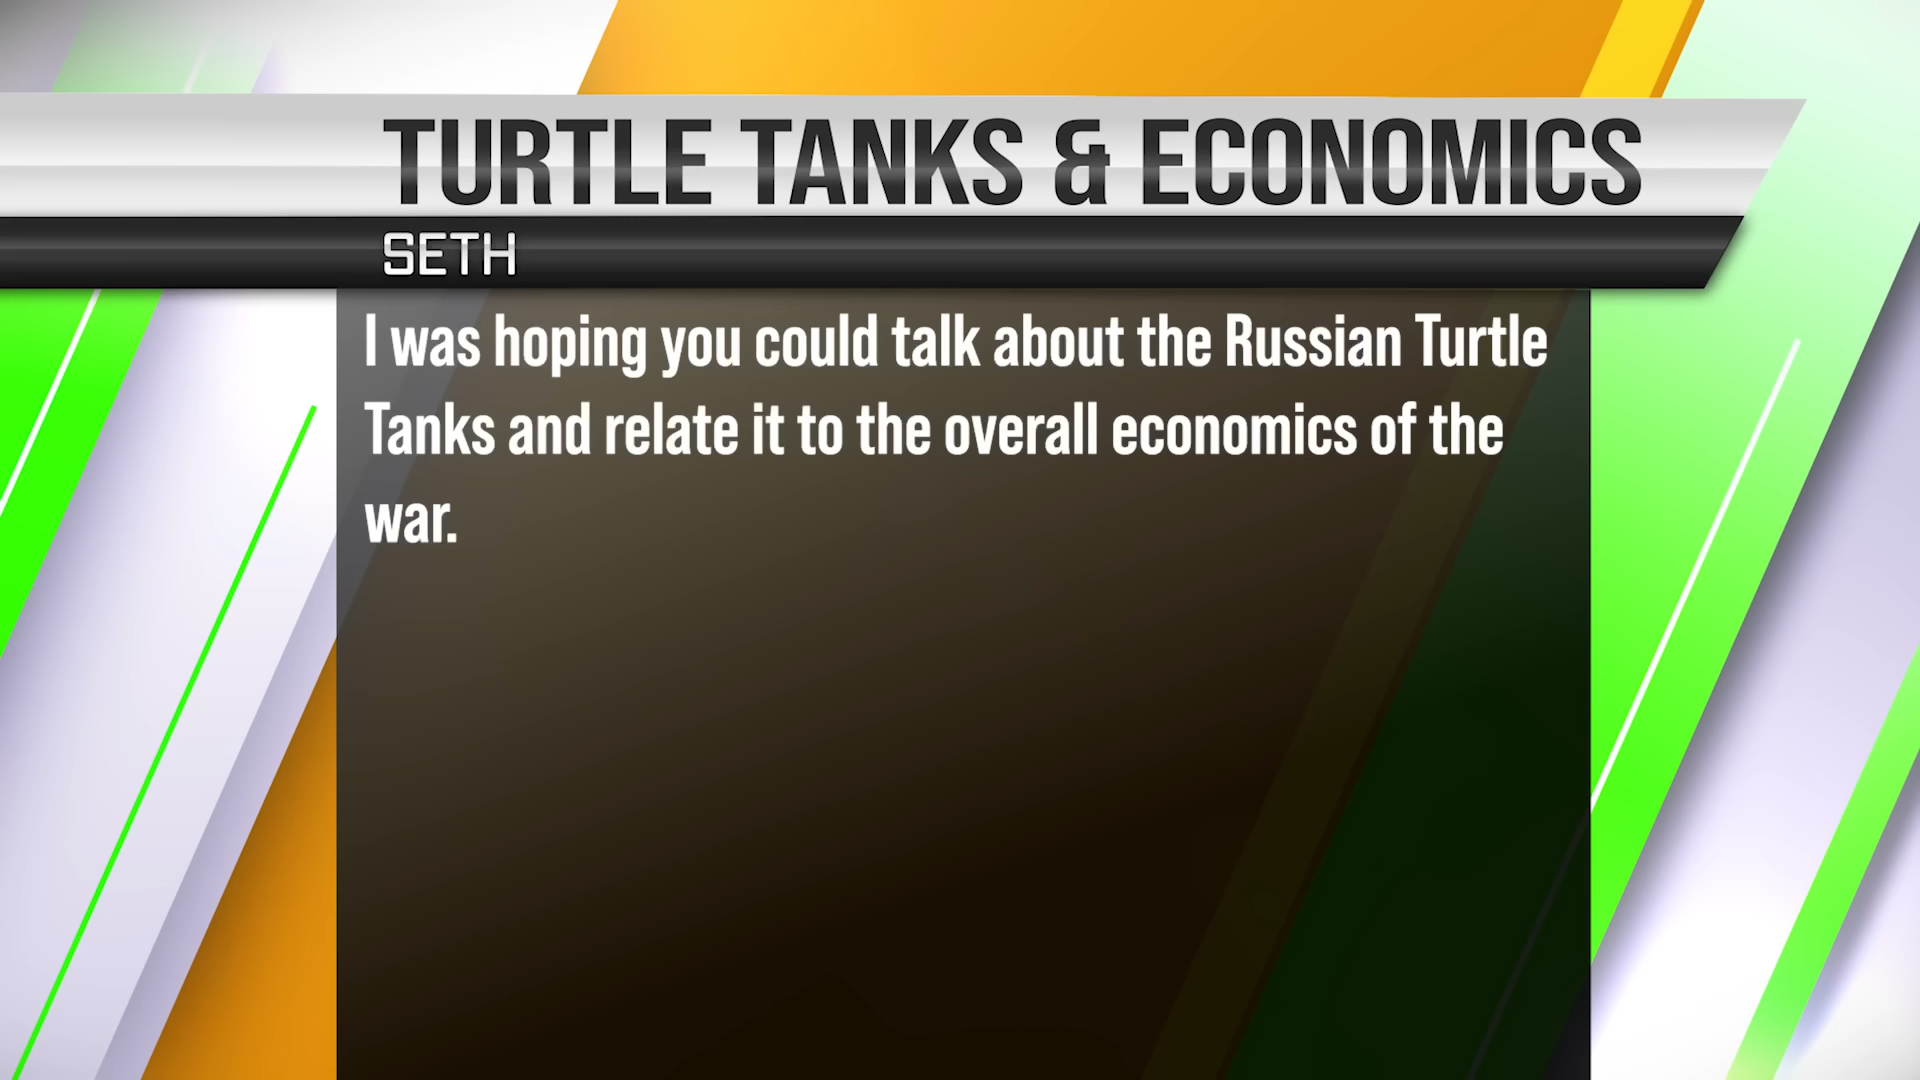 TURTLE TANKS & ECONOMICS
SETH
I was hoping you could talk about the Russian Turtle
Tanks and relate it to the overall economics of the
war.